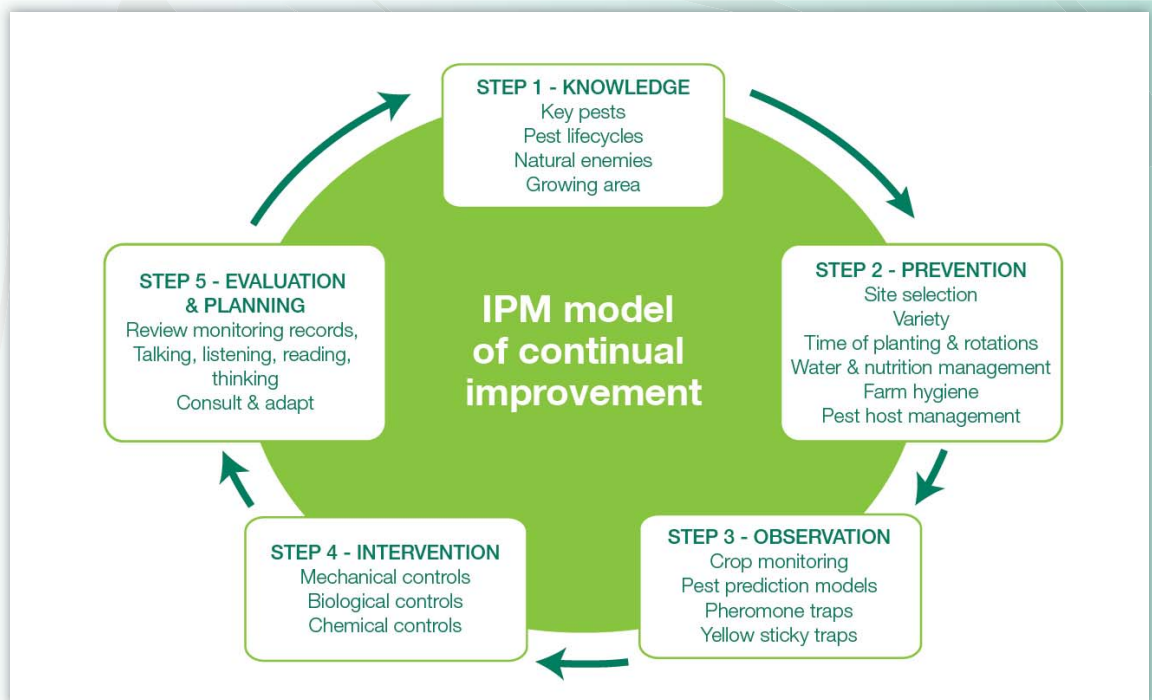 STEP 1 - KNOWLEDGE
Key pests
Pest lifecycles
Natural enemies
Growing area
STEP 2 - PREVENTION
Site selection
Variety
Time of planting & rotations
Water & nutrition management
Farm hygiene
Pest host management
STEP 3 - OBSERVATION
Crop monitoring
Pest prediction models
Pheromone traps
Yellow sticky traps
STEP 4 - INTERVENTION
Mechanical controls
Biological controls
Chemical controls
STEP 5 - EVALUATION
& PLANNING
Review monitoring records,
Talking, listening, reading,
thinking
Consult & adapt
IPM model
of continual
improvement